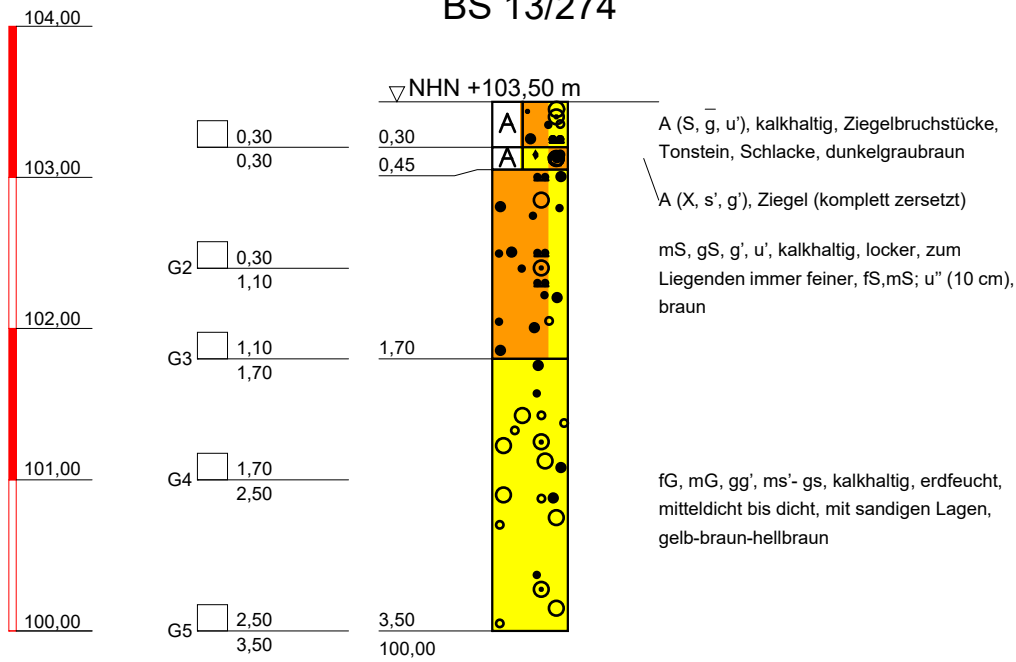 BS 13/274
104,00
NHN +103,50 m
A
A (S, g̅, u'), kalkhaltig, Ziegelbruchstücke,
Tonstein, Schlacke, dunkelgraubraun
0,30
0,30
0,30
103,00
0,45
A
A (X, s', g'), Ziegel (komplett zersetzt)
mS, gS, g', u', kalkhaltig, locker, zum
Liegenden immer feiner, fS,mS; u'' (10 cm),
braun
G2
0,30
1,10
102,00
G3
1,10
1,70
1,70
101,00
G4
1,70
2,50
fG, mG, gg', ms'- gs, kalkhaltig, erdfeucht,
mitteldicht bis dicht, mit sandigen Lagen,
gelb-braun-hellbraun
100,00
G5
2,50
3,50
3,50
100,00